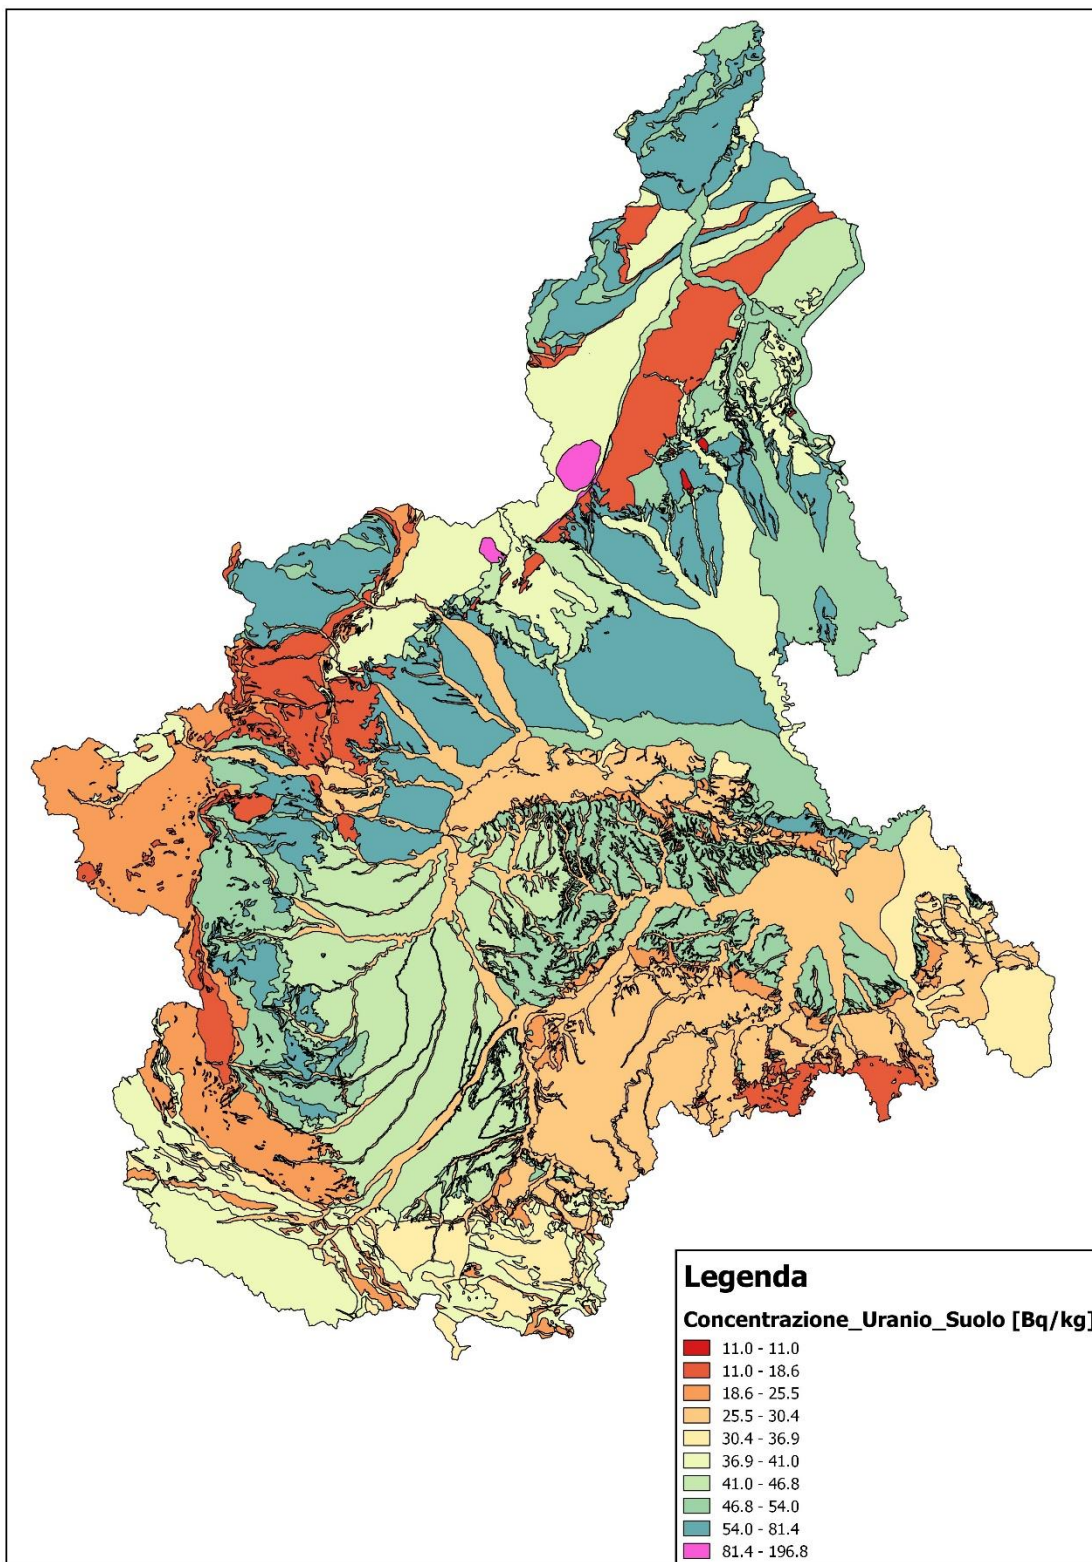 Legenda
Concentrazione_Uranio_Suolo [Bq/kg]
11.0 - 11.0
11.0 - 18.6
18.6 - 25.5
25.5 - 30.4
30.4 - 36.9
36.9 - 41.0
41.0 - 46.8
46.8 - 54.0
54.0 - 81.4
81.4 - 196.8